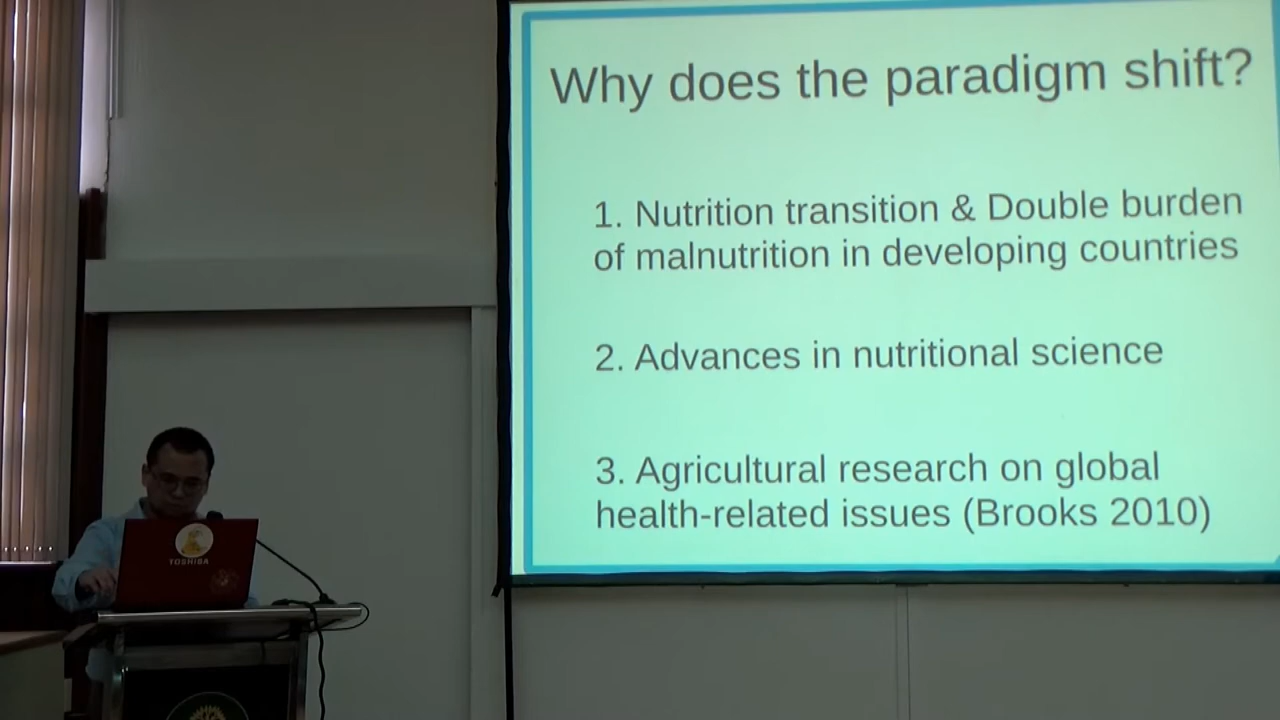 Why does the paradigm shift?
1. Nutrition transition & Double burden
of malnutrition in developing countries
2. Advances in nutritional science
3. Agricultural research on global
health-related issues (Brooks 2010)
TOSHIBA